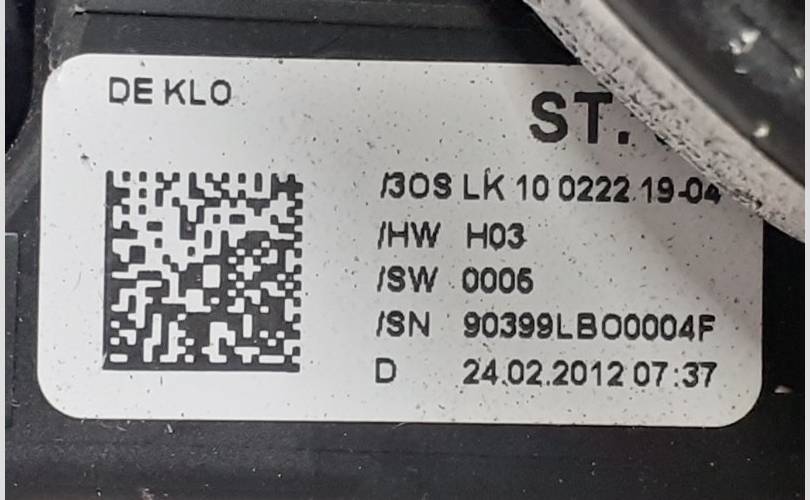 DE KLO
ST.
/3OS LK 10 0222 19-04
/HW H03
/SW 0006
/SN 90399LBO0004F
D 24.02.2012 07:37